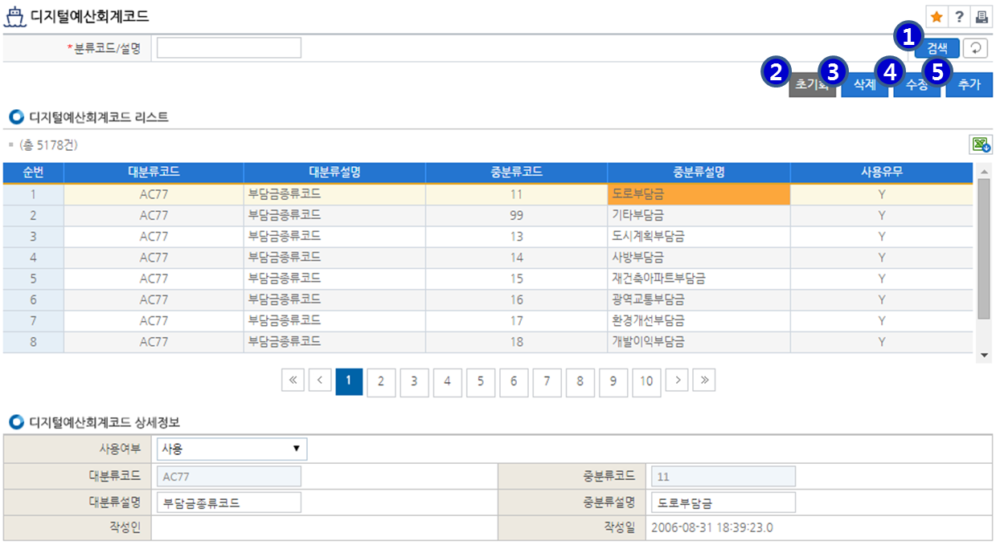 디지털예산회계코드
?
*분류코드/설명
1 검색
2 초기화 3 삭제 4 수정 5 추가
디지털예산회계코드 리스트
(총 5178건)
순번 대분류코드 대분류설명 중분류코드 중분류설명 사용유무
1 AC77 부담금종류코드 11 도로부담금 Y
2 AC77 부담금종류코드 99 기타부담금 Y
3 AC77 부담금종류코드 13 도시계획부담금 Y
4 AC77 부담금종류코드 14 사방부담금 Y
5 AC77 부담금종류코드 15 재건축아파트부담금 Y
6 AC77 부담금종류코드 16 광역교통부담금 Y
7 AC77 부담금종류코드 17 환경개선부담금 Y
8 AC77 부담금종류코드 18 개발이익부담금 Y
« < 1 2 3 4 5 6 7 8 9 10 > »
디지털예산회계코드 상세정보
사용여부 사용
대분류코드 AC77 중분류코드 11
대분류설명 부담금종류코드 중분류설명 도로부담금
작성인 작성일 2006-08-31 18:39:23.0